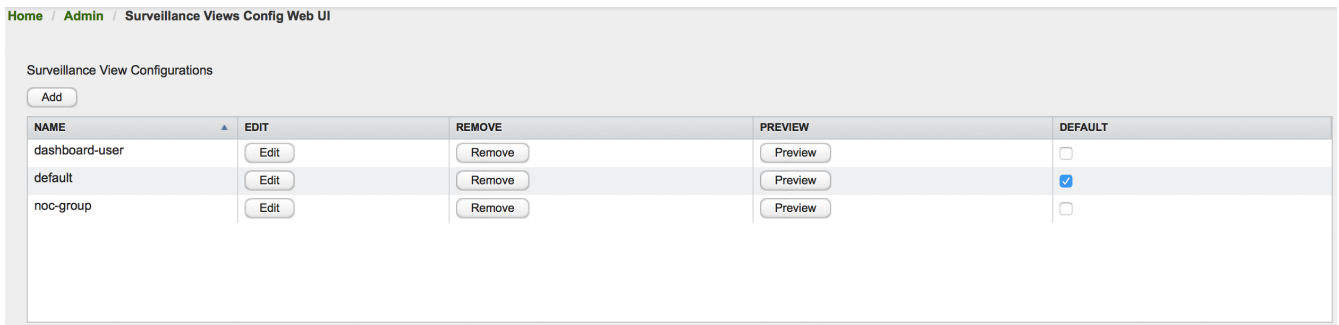 Home / Admin / Surveillance Views Config Web UI
Surveillance View Configurations
Add
NAME EDIT REMOVE PREVIEW DEFAULT
dashboard-user Edit Remove Preview
default Edit Remove Preview
noc-group Edit Remove Preview